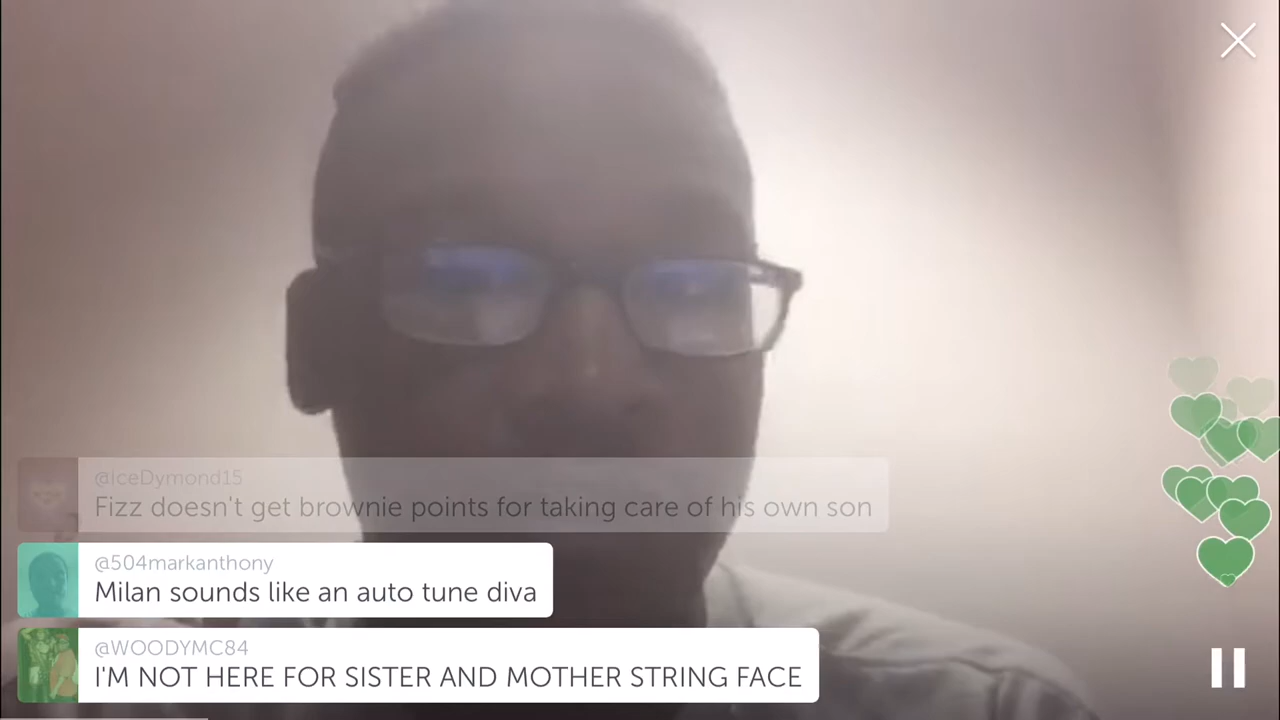 @IceDymond15
Fizz doesn't get brownie points for taking care of his own son
@504markanthony
Milan sounds like an auto tune diva
@WOODYMC84
I'M NOT HERE FOR SISTER AND MOTHER STRING FACE